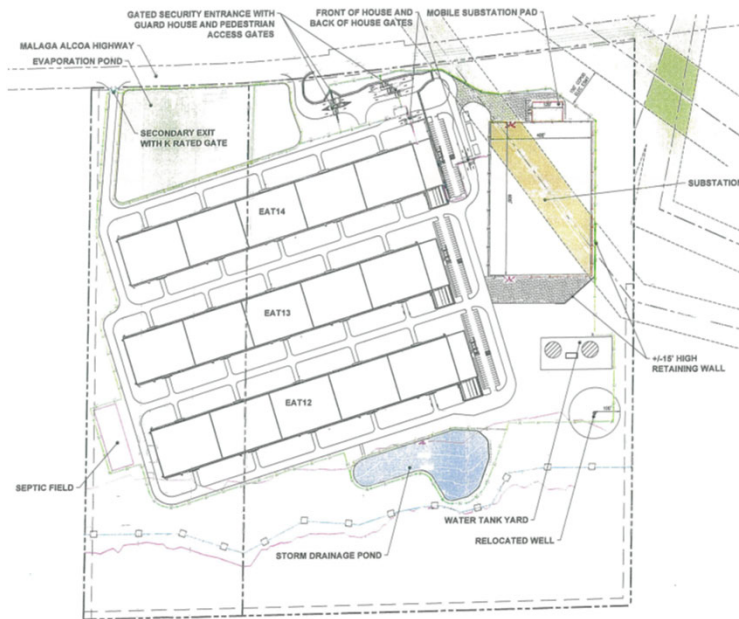 GATED SECURITY ENTRANCE WITH
GUARD HOUSE AND PEDESTRIAN
ACCESS GATES
FRONT OF HOUSE AND
BACK OF HOUSE GATES
MOBILE SUBSTATION PAD
MALAGA ALCOA HIGHWAY
EVAPORATION POND
SECONDARY EXIT
WITH K RATED GATE
SUBSTATION
EAT14
EAT13
EAT12
+/-15' HIGH
RETAINING WALL
SEPTIC FIELD
WATER TANK YARD
RELOCATED WELL
STORM DRAINAGE POND